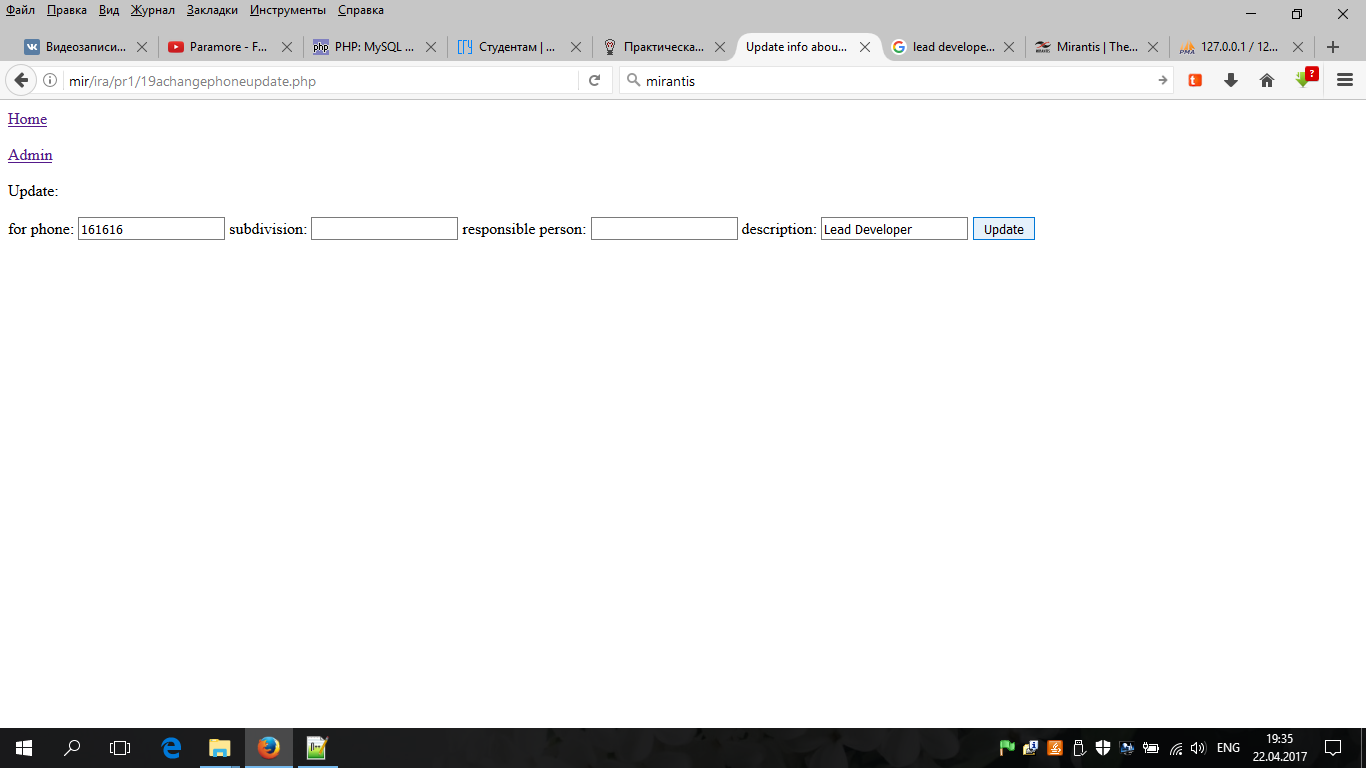 Файл Правка Вид Журнал Закладки Инструменты Справка
Видеозаписи... Paramore - F... PHP: MySQL ... Студентам | ... Практическа... Update info abou... lead develope... Mirantis | The... 127.0.0.1 / 12...
mir/ira/pr1/19achangephoneupdate.php mirantis
Home
Admin
Update:
for phone: 161616 subdivision: responsible person: description: Lead Developer Update
ENG 19:35
22.04.2017